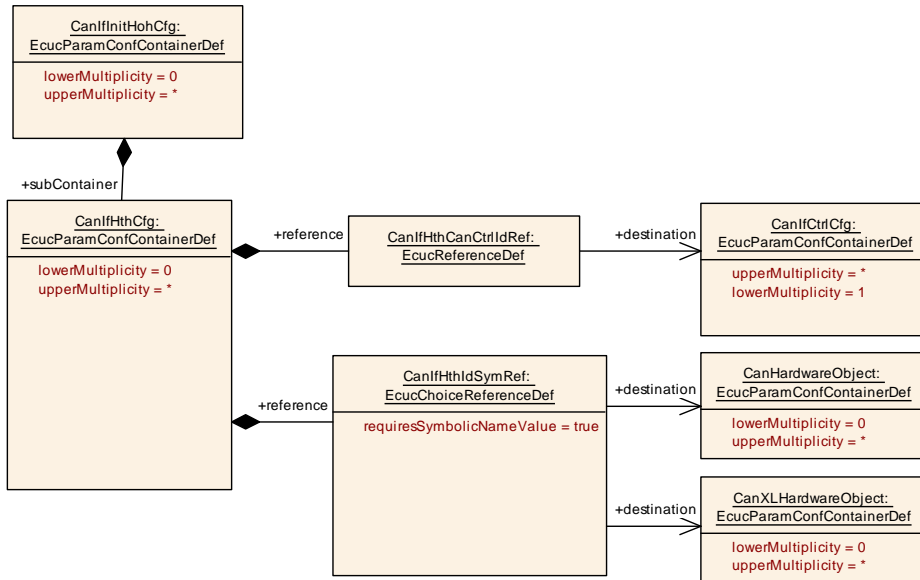 CanIfInitHohCfg:
EcucParamConfContainerDef
lowerMultiplicity = 0
upperMultiplicity = *
+subContainer
CanIfHthCfg:
EcucParamConfContainerDef
lowerMultiplicity = 0
upperMultiplicity = *
+reference
CanIfHthCanCtrlIdRef:
EcucReferenceDef
+destination
CanIfCtrlCfg:
EcucParamConfContainerDef
upperMultiplicity = *
lowerMultiplicity = 1
+reference
CanIfHthIdSymRef:
EcucChoiceReferenceDef
requiresSymbolicNameValue = true
+destination
CanHardwareObject:
EcucParamConfContainerDef
lowerMultiplicity = 0
upperMultiplicity = *
+destination
CanXLHardwareObject:
EcucParamConfContainerDef
lowerMultiplicity = 0
upperMultiplicity = *